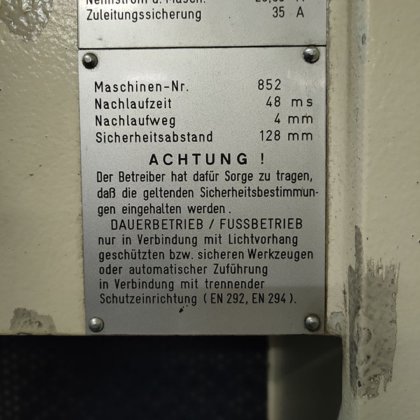 Nennstrom d. Masch.
Zuleitungssicherung 35 A
Maschinen-Nr. 852
Nachlaufzeit 48 ms
Nachlaufweg 4 mm
Sicherheitsabstand 128 mm
ACHTUNG !
Der Betreiber hat dafür Sorge zu tragen,
daß die geltenden Sicherheitsbestimmun-
gen eingehalten werden .
DAUERBETRIEB / FUSSBETRIEB
nur in Verbindung mit Lichtvorhang
geschützten bzw. sicheren Werkzeugen
oder automatischer Zuführung
in Verbindung mit trennender
Schutzeinrichtung ( EN 292, EN 294 ).